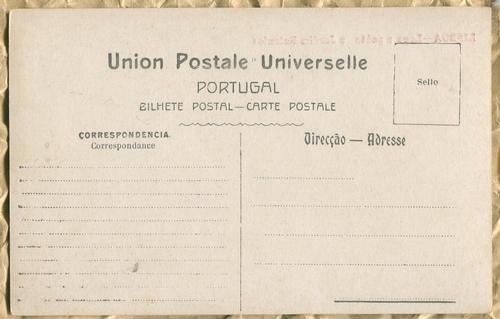 Union Postale Universelle
PORTUGAL
BILHETE POSTAL—CARTE POSTALE
Sello
CORRESPONDENCIA
Correspondance
Direcção — Adresse